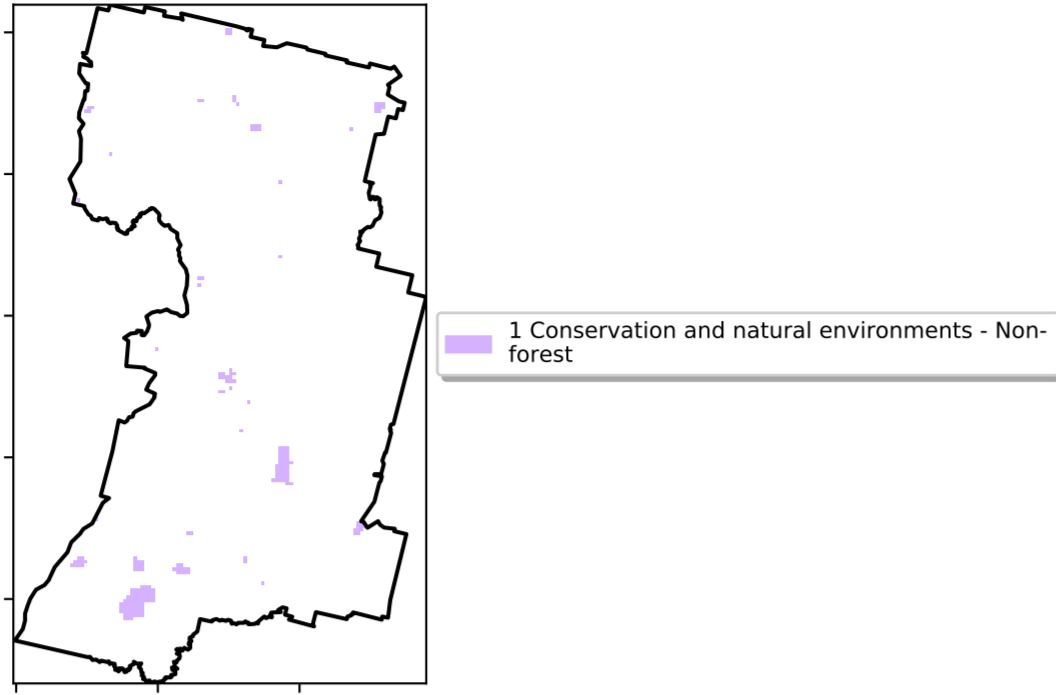 1 Conservation and natural environments - Non-
forest